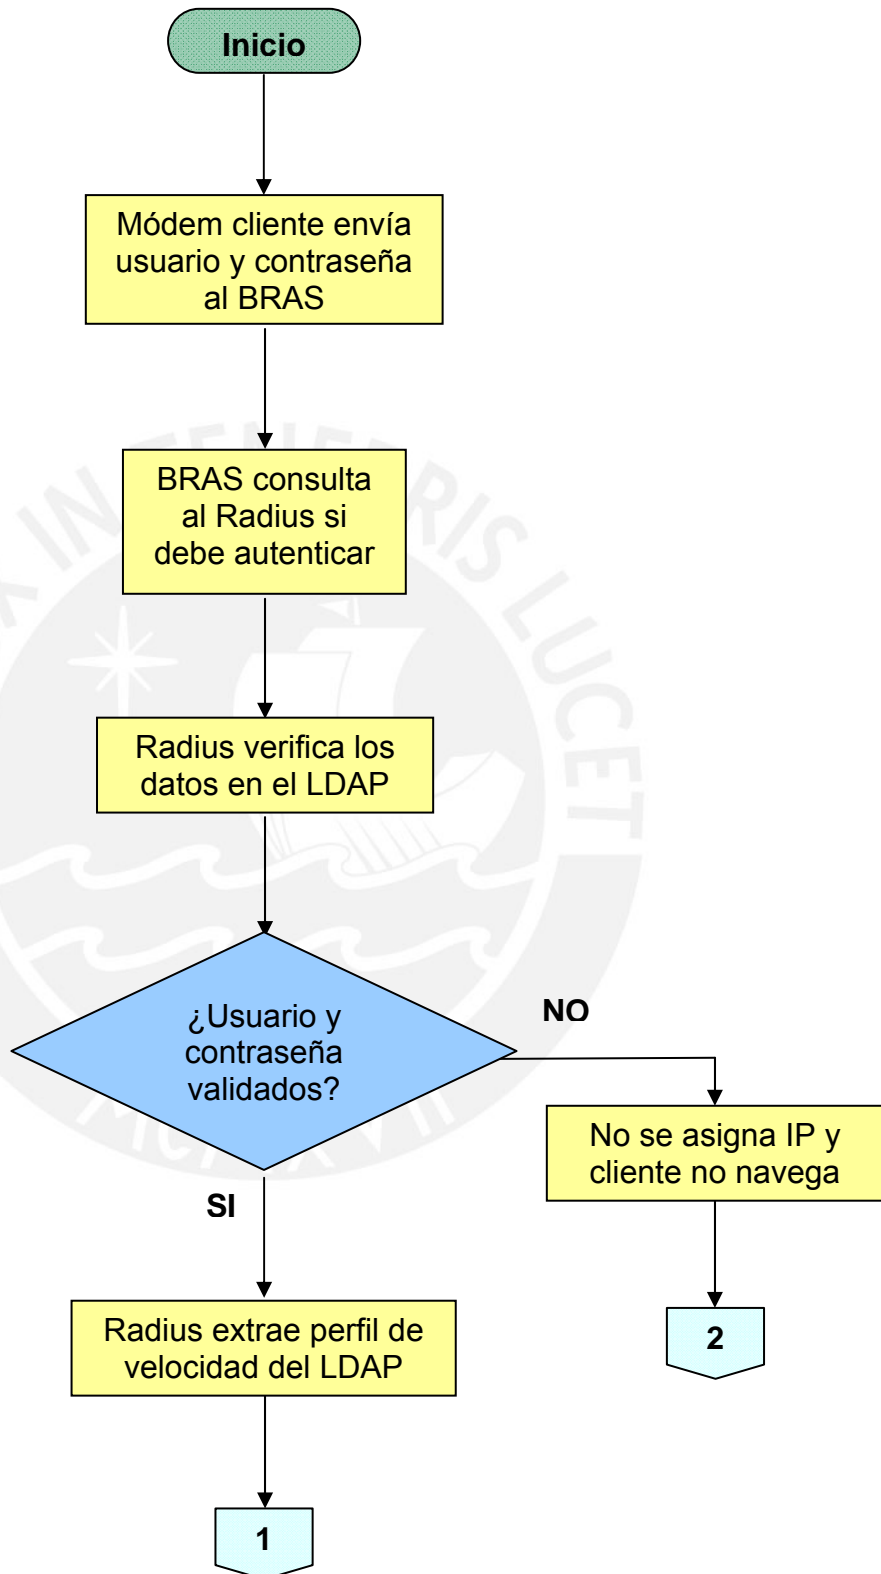 Inicio
Módem cliente envía
usuario y contraseña
al BRAS
BRAS consulta
al Radius si
debe autenticar
Radius verifica los
datos en el LDAP
¿Usuario y
contraseña
validados?
NO
No se asigna IP y
cliente no navega
SI
Radius extrae perfil de
velocidad del LDAP
2
1